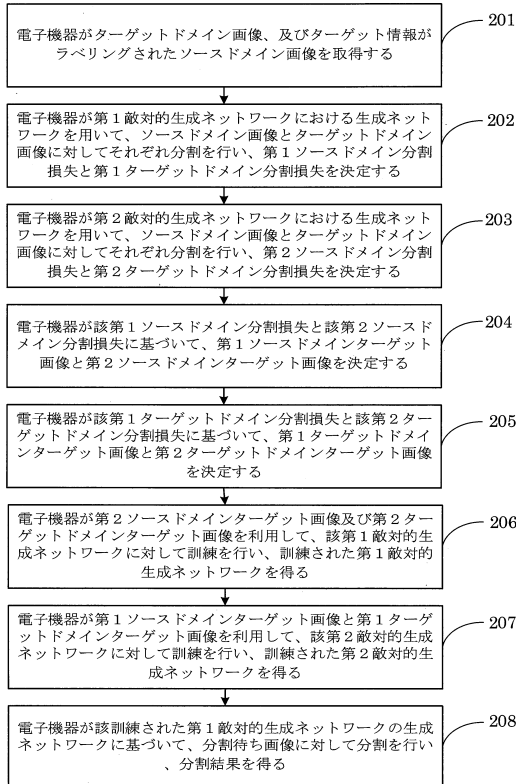 電子機器がターゲットドメイン画像、及びターゲット情報が
ラベリングされたソースドメイン画像を取得する
201
電子機器が第１敵対的生成ネットワークにおける生成ネット
ワークを用いて、ソースドメイン画像とターゲットドメイン
画像に対してそれぞれ分割を行い、第１ソースドメイン分割
損失と第１ターゲットドメイン分割損失を決定する
202
電子機器が第２敵対的生成ネットワークにおける生成ネット
ワークを用いて、ソースドメイン画像とターゲットドメイン
画像に対してそれぞれ分割を行い、第２ソースドメイン分割
損失と第２ターゲットドメイン分割損失を決定する
203
電子機器が該第１ソースドメイン分割損失と該第２ソースド
メイン分割損失に基づいて、第１ソースドメインターゲット
画像と第２ソースドメインターゲット画像を決定する
204
電子機器が該第１ターゲットドメイン分割損失と該第２ター
ゲットドメイン分割損失に基づいて、第１ターゲットドメイ
ンターゲット画像と第２ターゲットドメインターゲット画像
を決定する
205
電子機器が第２ソースドメインターゲット画像及び第２ター
ゲットドメインターゲット画像を利用して、該第１敵対的生
成ネットワークに対して訓練を行い、訓練された第１敵対的
生成ネットワークを得る
206
電子機器が第１ソースドメインターゲット画像と第１ターゲ
ットドメインターゲット画像を利用して、該第２敵対的生成
ネットワークに対して訓練を行い、訓練された第２敵対的生
成ネットワークを得る
207
電子機器が該訓練された第１敵対的生成ネットワークの生成
ネットワークに基づいて、分割待ち画像に対して分割を行い
、分割結果を得る
208